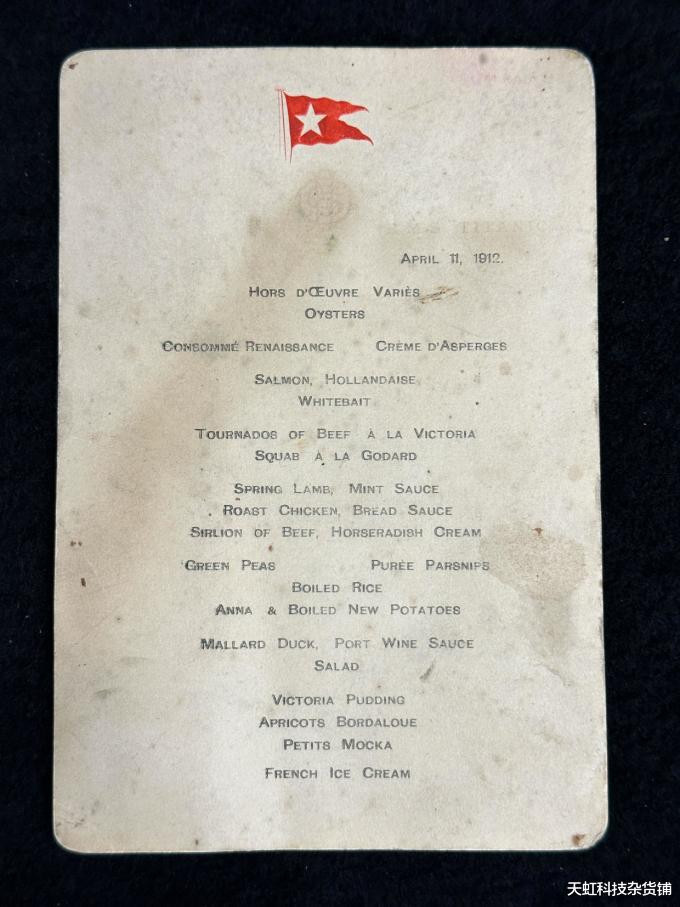 April 11, 1912.
Hors d'Œuvre Variès
Oysters
Consommé Renaissance Crème d'Asperges
Salmon, Hollandaise
Whitebait
Tournados of Beef à la Victoria
Squab à la Godard
Spring Lamb, Mint Sauce
Roast Chicken, Bread Sauce
Sirlion of Beef, Horseradish Cream
Green Peas Purée Parsnips
Boiled Rice
Anna & Boiled New Potatoes
Mallard Duck, Port Wine Sauce
Salad
Victoria Pudding
Apricots Bordaloue
Petits Mocka
French Ice Cream
天虹科技杂货铺